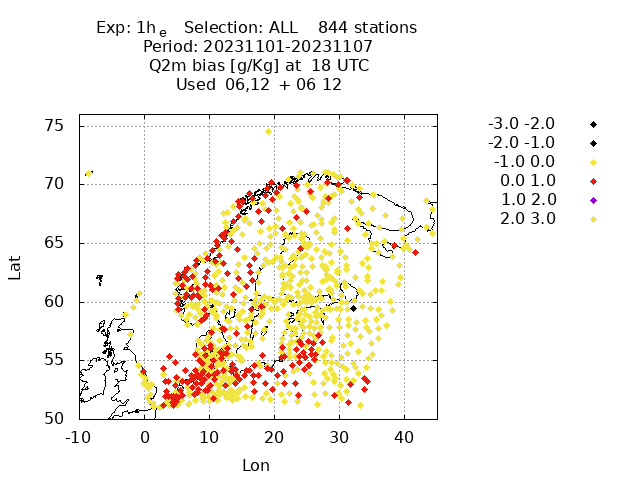 Exp: 1h e   Selection: ALL    844 stations
Period: 20231101-20231107
Q2m bias [g/Kg] at  18 UTC
Used  06,12  + 06 12
-3.0 -2.0
-2.0 -1.0
-1.0 0.0
0.0 1.0
1.0 2.0
2.0 3.0
75
70
65
60
55
50
Lat
-10 0 10 20 30 40
Lon